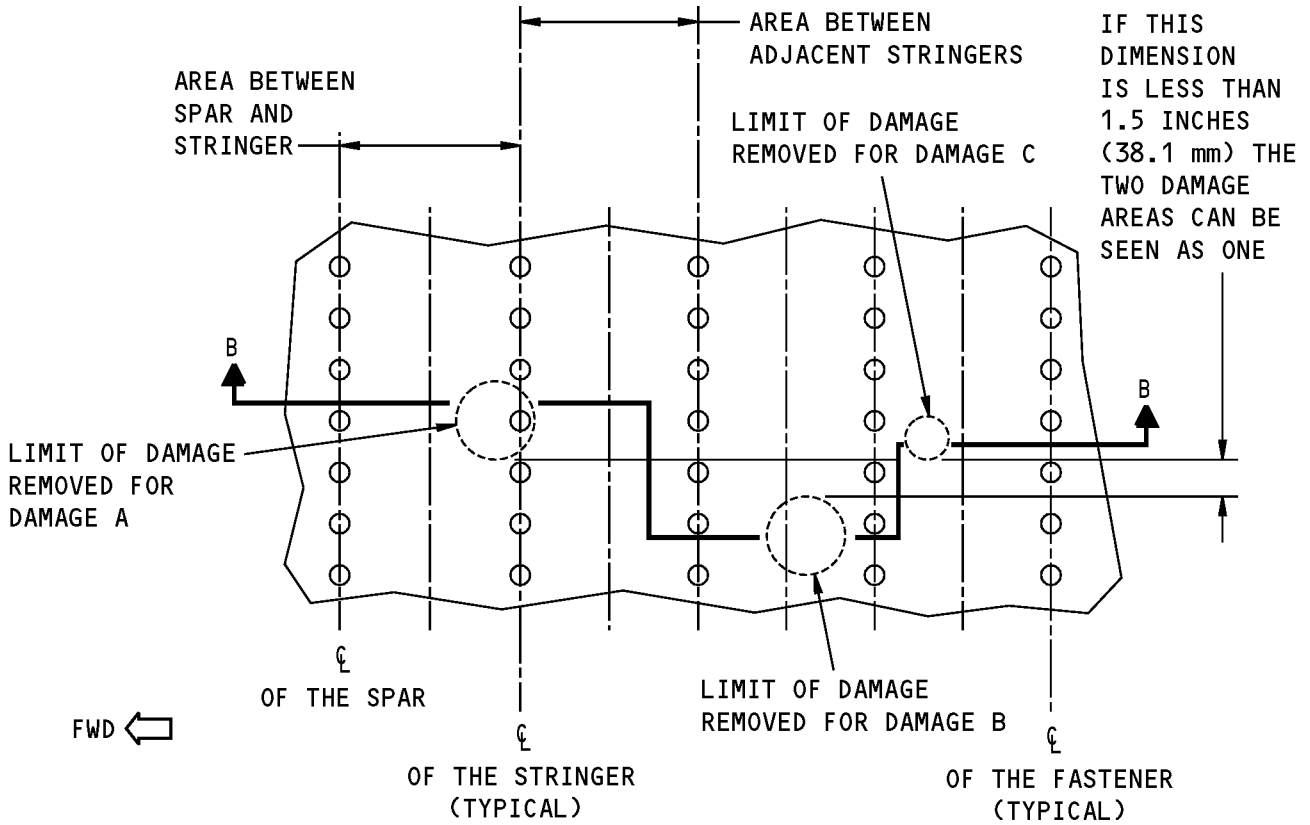 AREA BETWEEN
ADJACENT STRINGERS
IF THIS
DIMENSION
IS LESS THAN
1.5 INCHES
(38.1 mm) THE
TWO DAMAGE
AREAS CAN BE
SEEN AS ONE
AREA BETWEEN
SPAR AND
STRINGER
LIMIT OF DAMAGE
REMOVED FOR DAMAGE C
B
B
LIMIT OF DAMAGE
REMOVED FOR
DAMAGE A
℄
OF THE SPAR
LIMIT OF DAMAGE
REMOVED FOR DAMAGE B
FWD
℄
OF THE STRINGER
(TYPICAL)
℄
OF THE FASTENER
(TYPICAL)